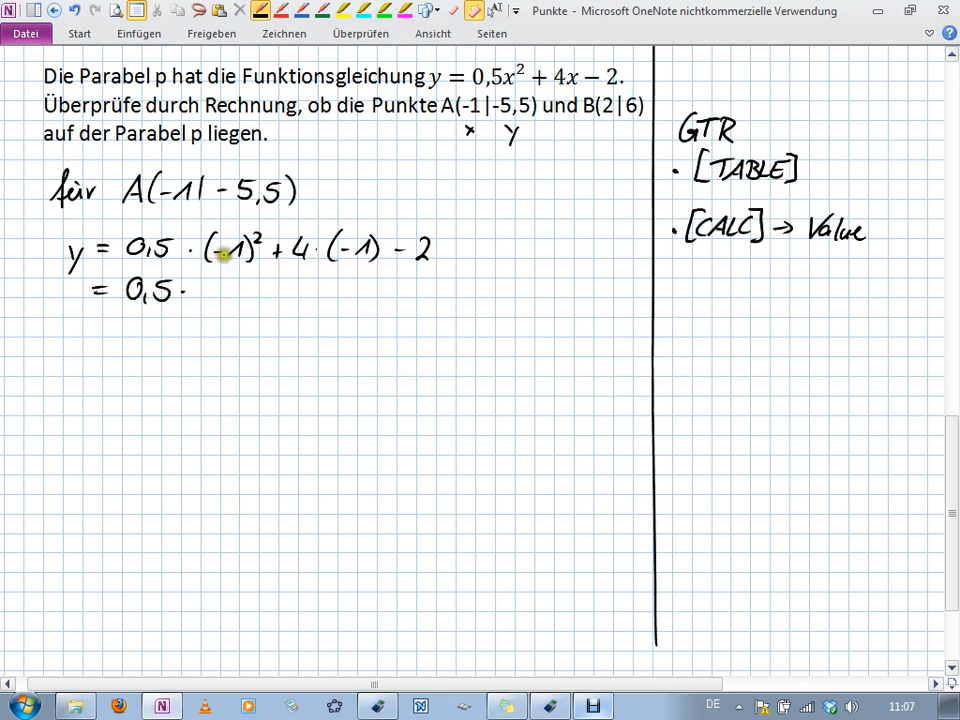 Punkte - Microsoft OneNote nichtkommerzielle Verwendung
Datei Start Einfügen Freigeben Zeichnen Überprüfen Ansicht Seiten
Die Parabel p hat die Funktionsgleichung y = 0,5x² + 4x − 2.
Überprüfe durch Rechnung, ob die Punkte A(-1|-5,5) und B(2|6)
auf der Parabel p liegen.
x y
für A(-1| - 5,5)
y = 0,5 · (-1)² + 4 · (-1) - 2
= 0,5 ·
GTR
· [TABLE]
· [CALC] → Value
DE 11:07